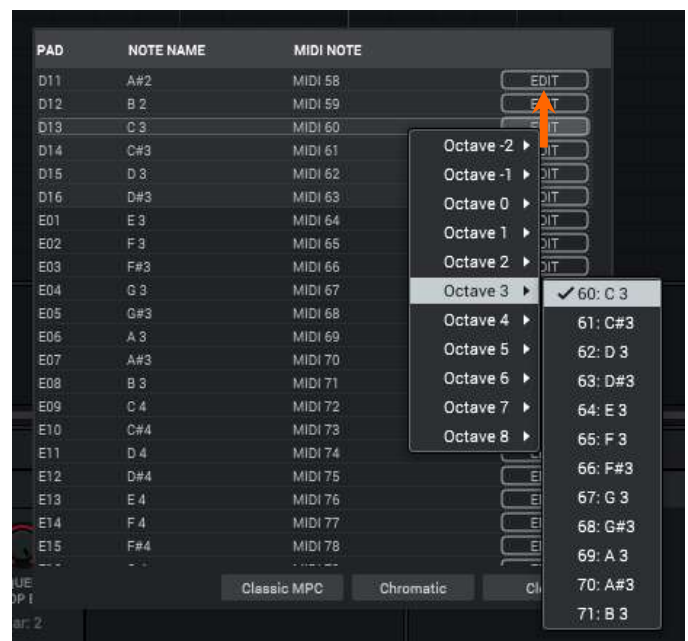 PAD NOTE NAME MIDI NOTE
D11 A#2 MIDI 58 EDIT
D12 B 2 MIDI 59
D13 C 3 MIDI 60
D14 C#3 MIDI 61
D15 D 3 MIDI 62
D16 D#3 MIDI 63
E01 E 3 MIDI 64
E02 F 3 MIDI 65
E03 F#3 MIDI 66
E04 G 3 MIDI 67
E05 G#3 MIDI 68
E06 A 3 MIDI 69
E07 A#3 MIDI 70
E08 B 3 MIDI 71
E09 C 4 MIDI 72
E10 C#4 MIDI 73
E11 D 4 MIDI 74
E12 D#4 MIDI 75
E13 E 4 MIDI 76
E14 F 4 MIDI 77
E15 F#4 MIDI 78
Octave -2
Octave -1
Octave 0
Octave 1
Octave 2
Octave 3
Octave 4
Octave 5
Octave 6
Octave 7
Octave 8
60: C 3
61: C#3
62: D 3
63: D#3
64: E 3
65: F 3
66: F#3
67: G 3
68: G#3
69: A 3
70: A#3
71: B 3
Classic MPC Chromatic
ar: 2